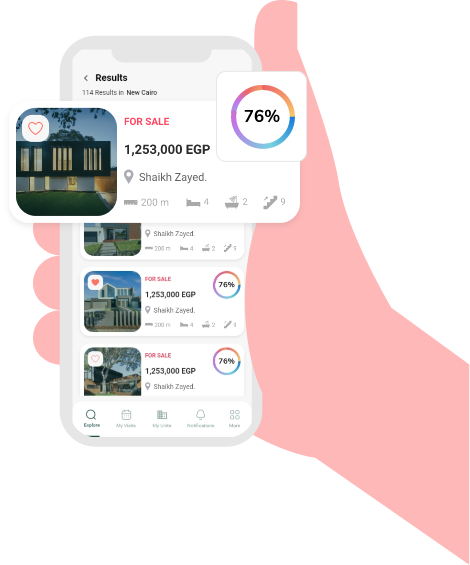 Results
114 Results in New Cairo
76%
FOR SALE
1,253,000 EGP
Shaikh Zayed.
200 m 4 2 9
Shaikh Zayed.
200 m 4 2 9
FOR SALE
76%
1,253,000 EGP
Shaikh Zayed.
200 m 4 2 9
FOR SALE
76%
1,253,000 EGP
Shaikh Zayed.
Explore My Visits My Units Notifications More